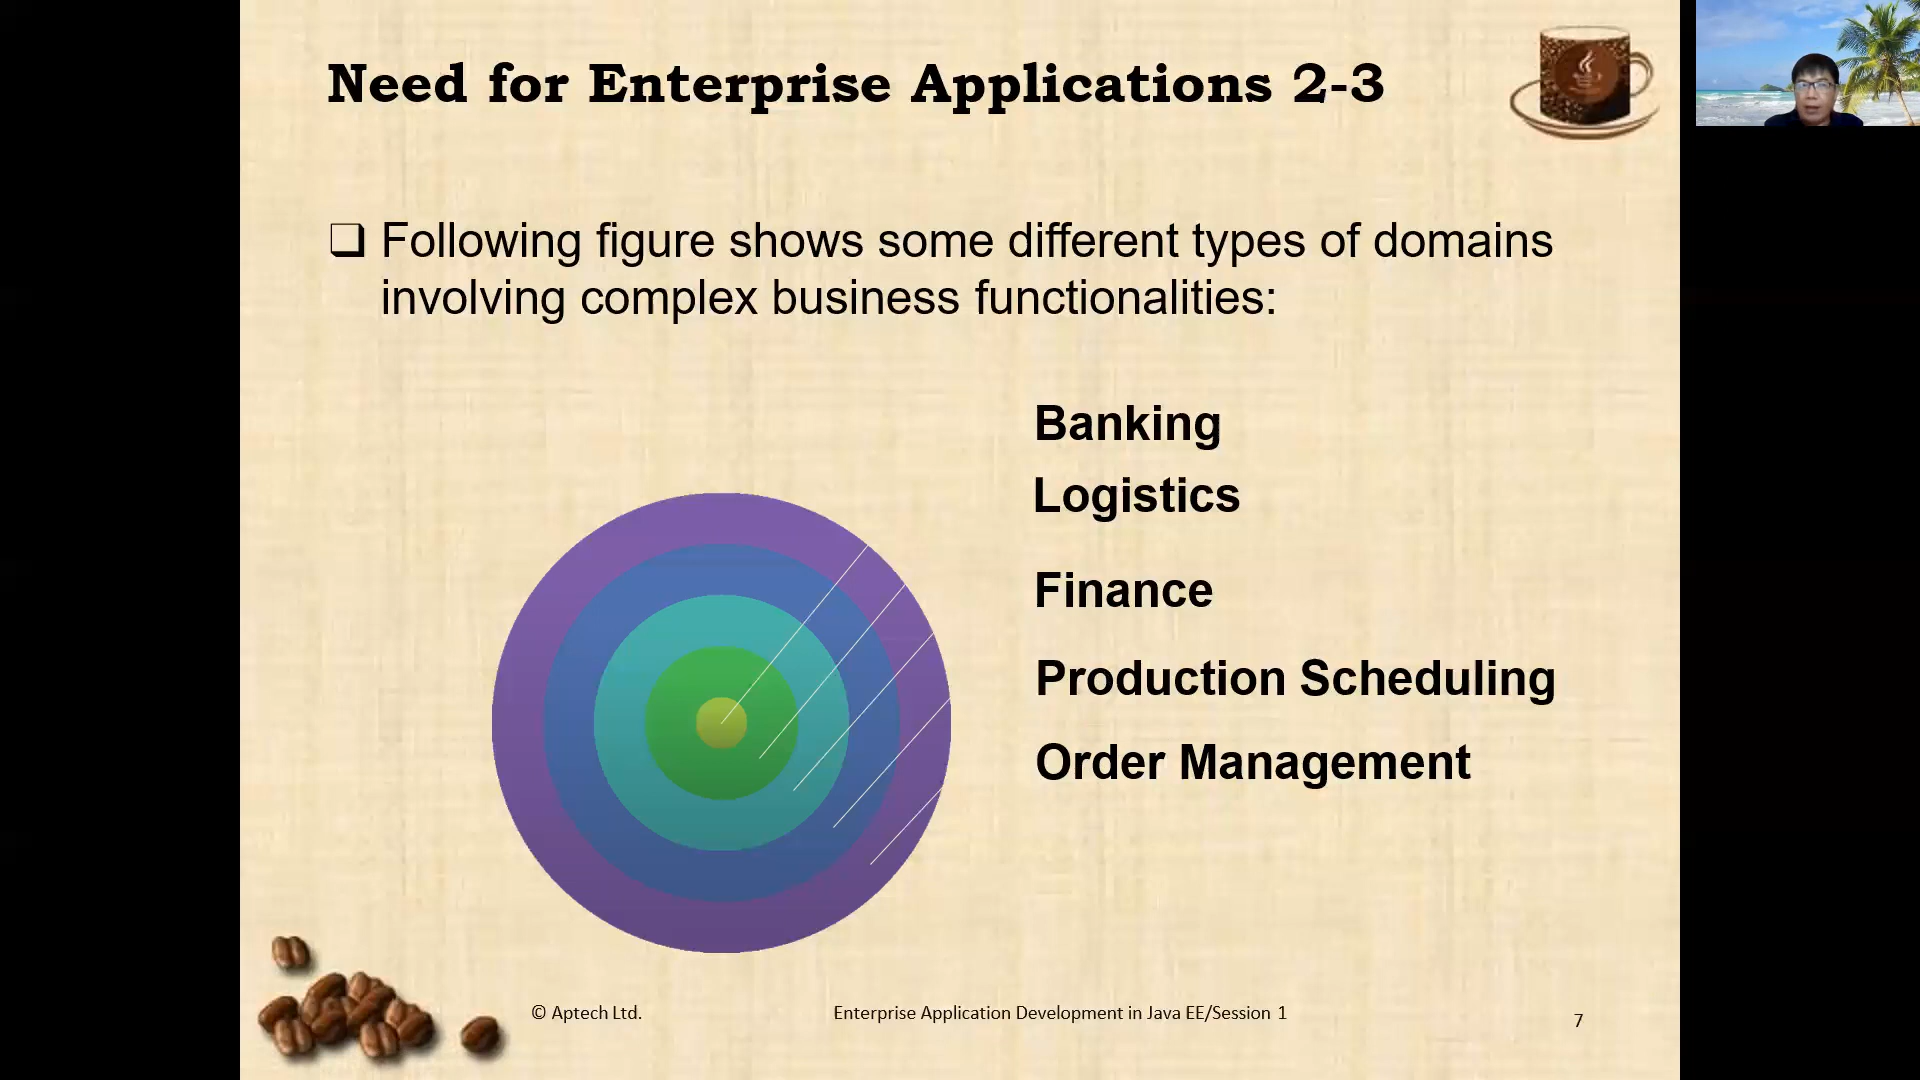 Need for Enterprise Applications 2-3
Following figure shows some different types of domains
involving complex business functionalities:
Banking
Logistics
Finance
Production Scheduling
Order Management
© Aptech Ltd.
Enterprise Application Development in Java EE/Session 1
7